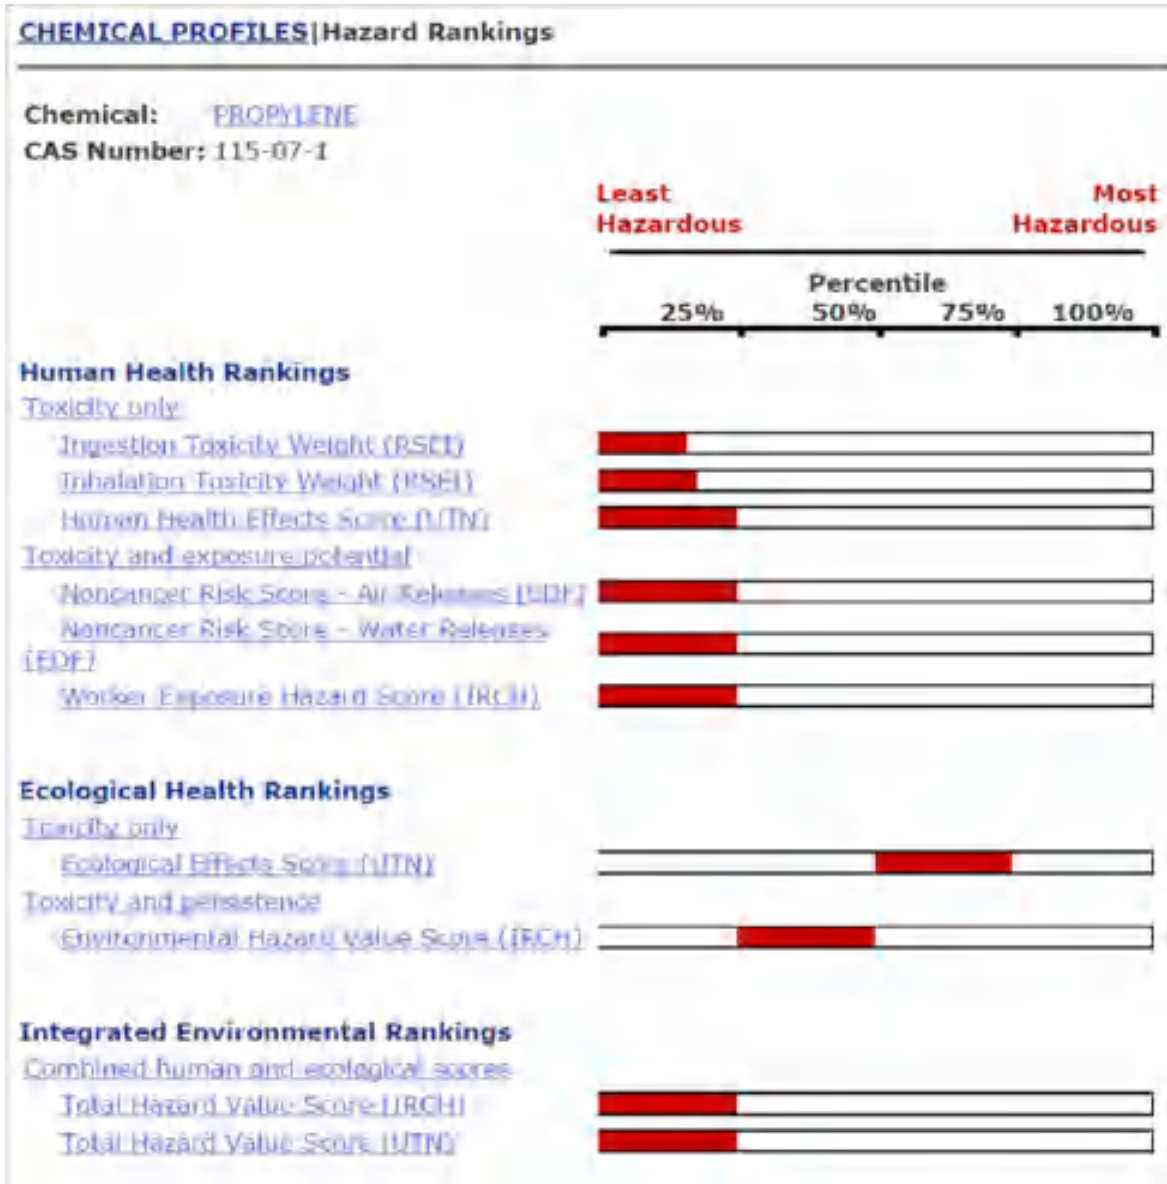 CHEMICAL PROFILES|Hazard Rankings
Chemical: PROPYLENE
CAS Number: 115-07-1
Least Most
Hazardous Hazardous
Percentile
25% 50% 75% 100%
Human Health Rankings
Toxicity only
Ingestion Toxicity Weight (RSEI)
Inhalation Toxicity Weight (RSEI)
Human Health Effects Score (UTN)
Toxicity and exposure potential
Noncancer Risk Score - Air Releases (EDF)
Noncancer Risk Score - Water Releases
(EDF)
Worker Exposure Hazard Score (IRCH)
Ecological Health Rankings
Toxicity only
Ecological Effects Score (UTN)
Toxicity and persistence
Environmental Hazard Value Score (IRCH)
Integrated Environmental Rankings
Combined human and ecological scores
Total Hazard Value Score (IRCH)
Total Hazard Value Score (UTN)